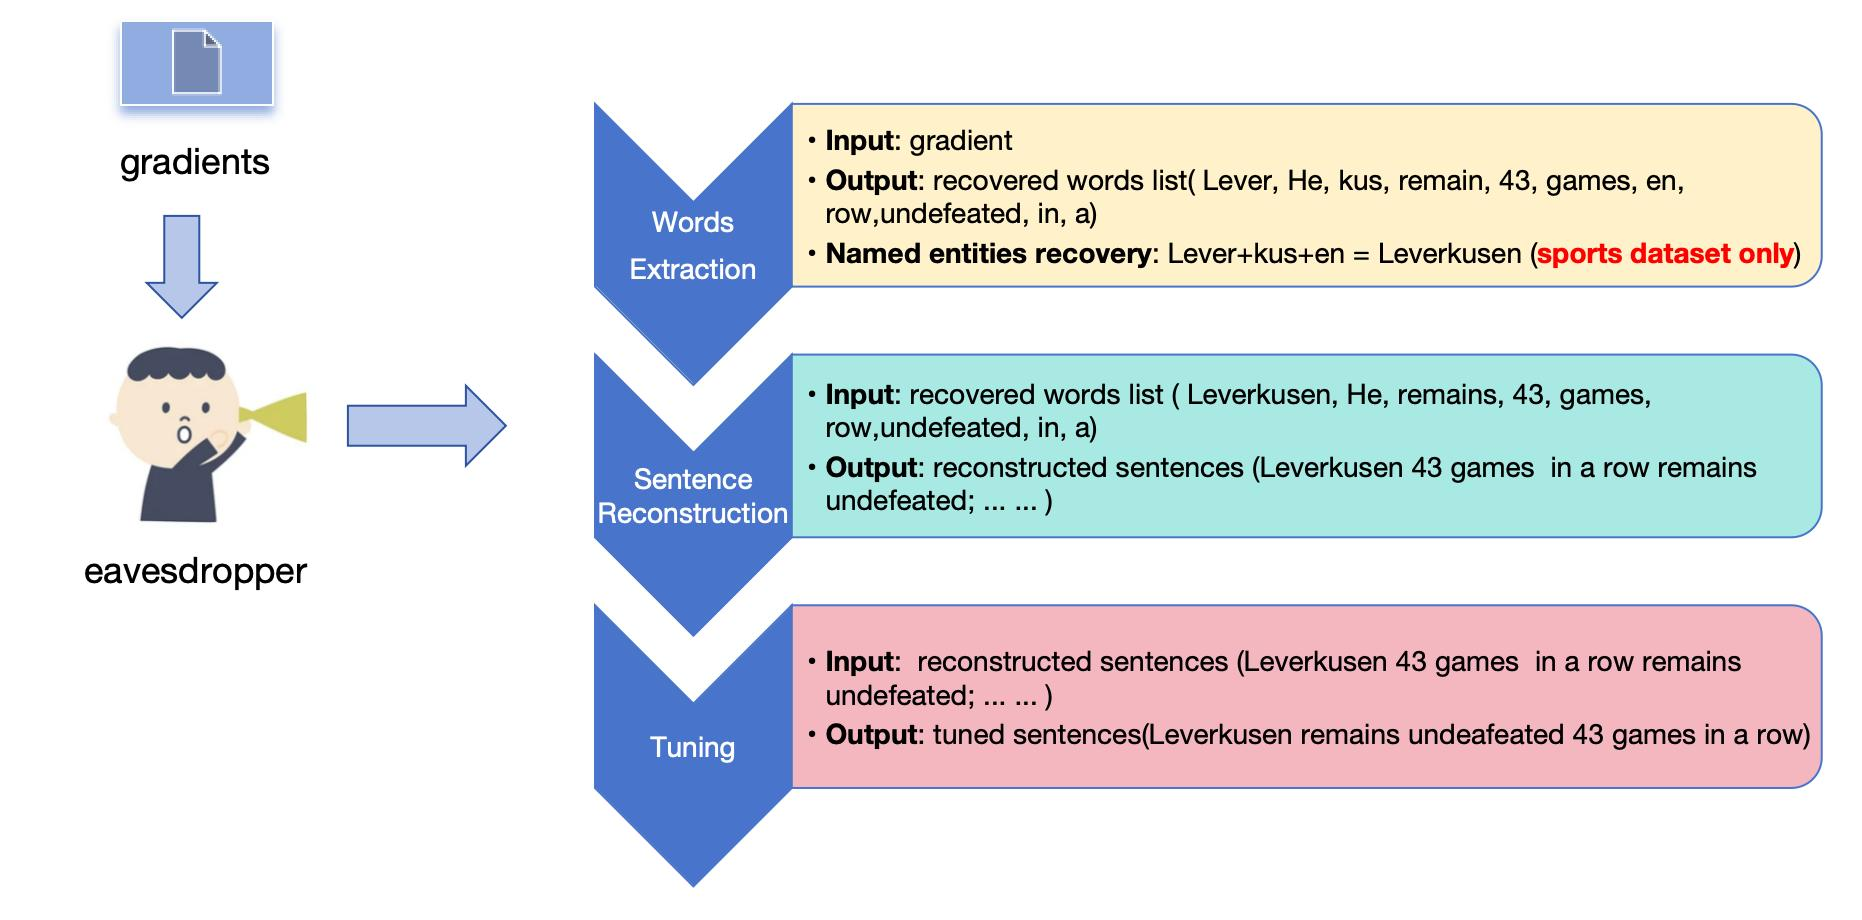 gradients
eavesdropper
Words
Extraction
• Input: gradient
• Output: recovered words list( Lever, He, kus, remain, 43, games, en,
row,undefeated, in, a)
• Named entities recovery: Lever+kus+en = Leverkusen (sports dataset only)
Sentence
Reconstruction
• Input: recovered words list ( Leverkusen, He, remains, 43, games,
row,undefeated, in, a)
• Output: reconstructed sentences (Leverkusen 43 games  in a row remains
undefeated; ... ... )
Tuning
• Input:  reconstructed sentences (Leverkusen 43 games  in a row remains
undefeated; ... ... )
• Output: tuned sentences(Leverkusen remains undeafeated 43 games in a row)